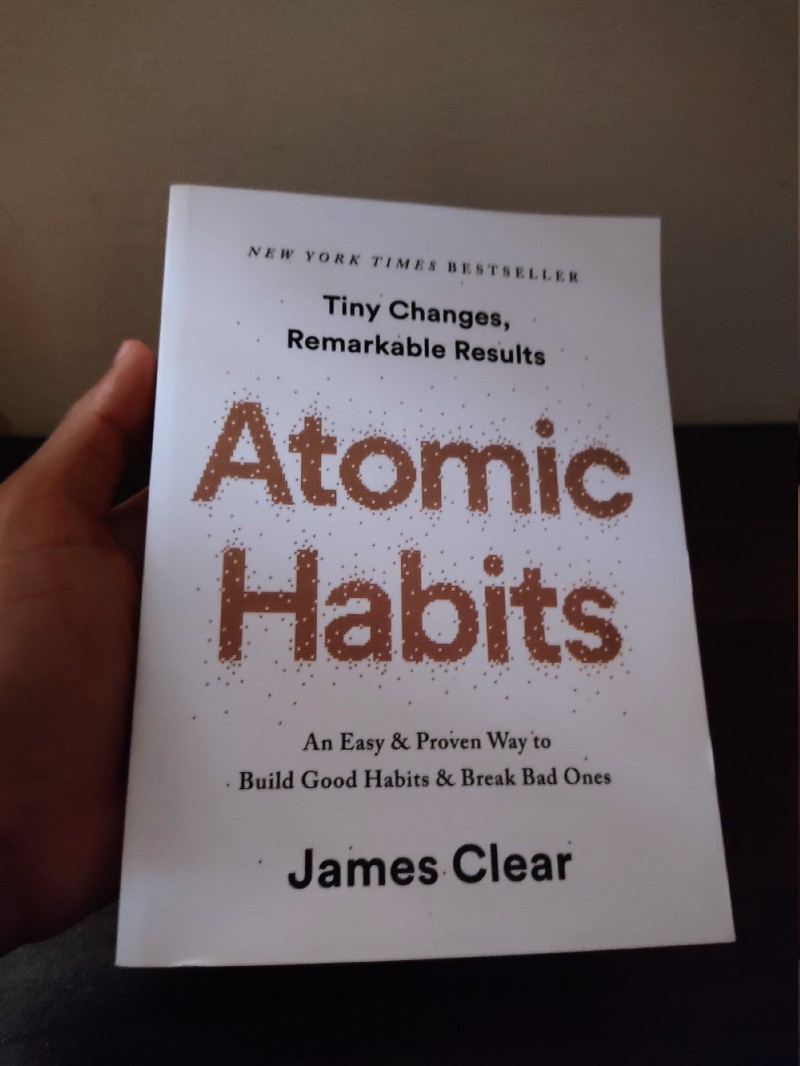 NEW YORK TIMES BESTSELLER
Tiny Changes,
Remarkable Results
Atomic
Habits
An Easy & Proven Way to
Build Good Habits & Break Bad Ones
James Clear